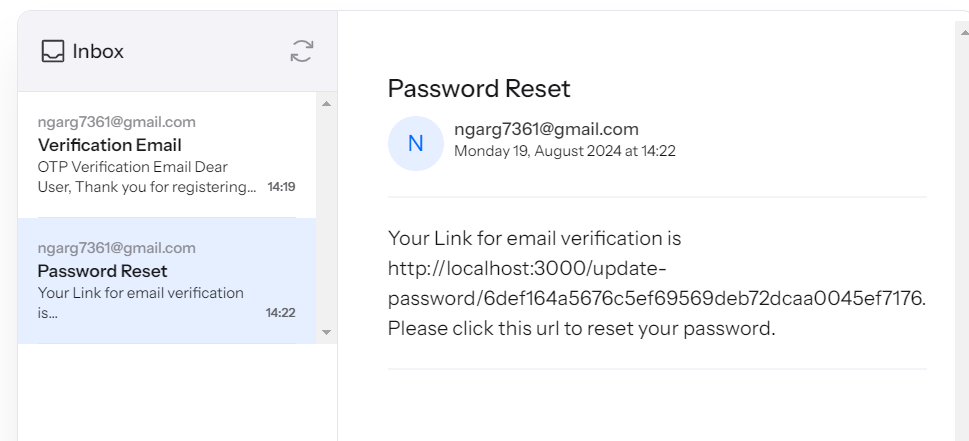 Inbox
ngarg7361@gmail.com
Verification Email
OTP Verification Email Dear
User, Thank you for registering... 14:19
ngarg7361@gmail.com
Password Reset
Your Link for email verification
is... 14:22
Password Reset
N
ngarg7361@gmail.com
Monday 19, August 2024 at 14:22
Your Link for email verification is
http://localhost:3000/update-
password/6def164a5676c5ef69569deb72dcaa0045ef7176.
Please click this url to reset your password.